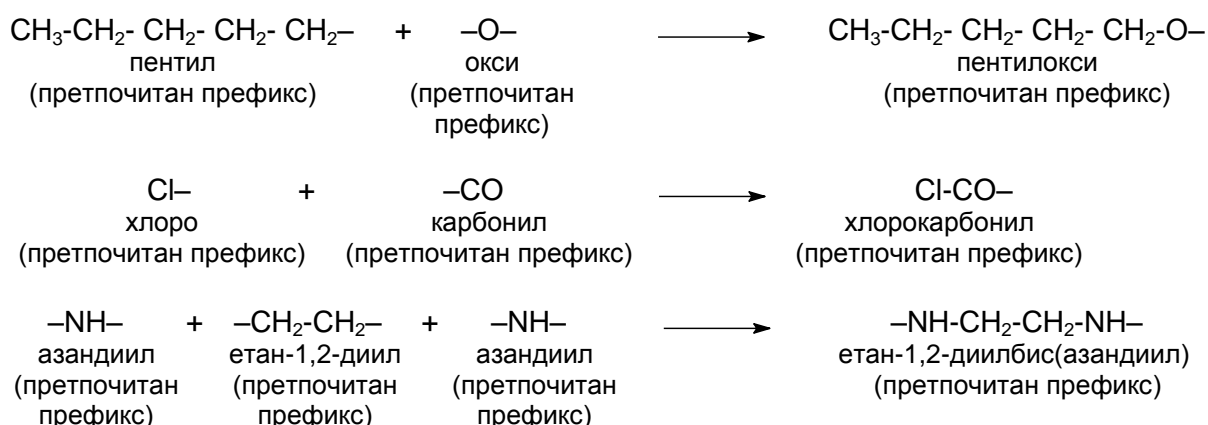 CH₃-CH₂- CH₂- CH₂- CH₂– + –O– CH₃-CH₂- CH₂- CH₂- CH₂-O–
пентил окси пентилокси
(претпочитан префикс) (претпочитан (претпочитан префикс)
префикс)
Cl– + –CO Cl-CO–
хлоро карбонил хлорокарбонил
(претпочитан префикс) (претпочитан префикс) (претпочитан префикс)
–NH– + –CH₂-CH₂– + –NH– –NH-CH₂-CH₂-NH–
азандиил етан-1,2-диил азандиил етан-1,2-диилбис(азандиил)
(претпочитан (претпочитан (претпочитан (претпочитан префикс)
префикс) префикс) префикс)